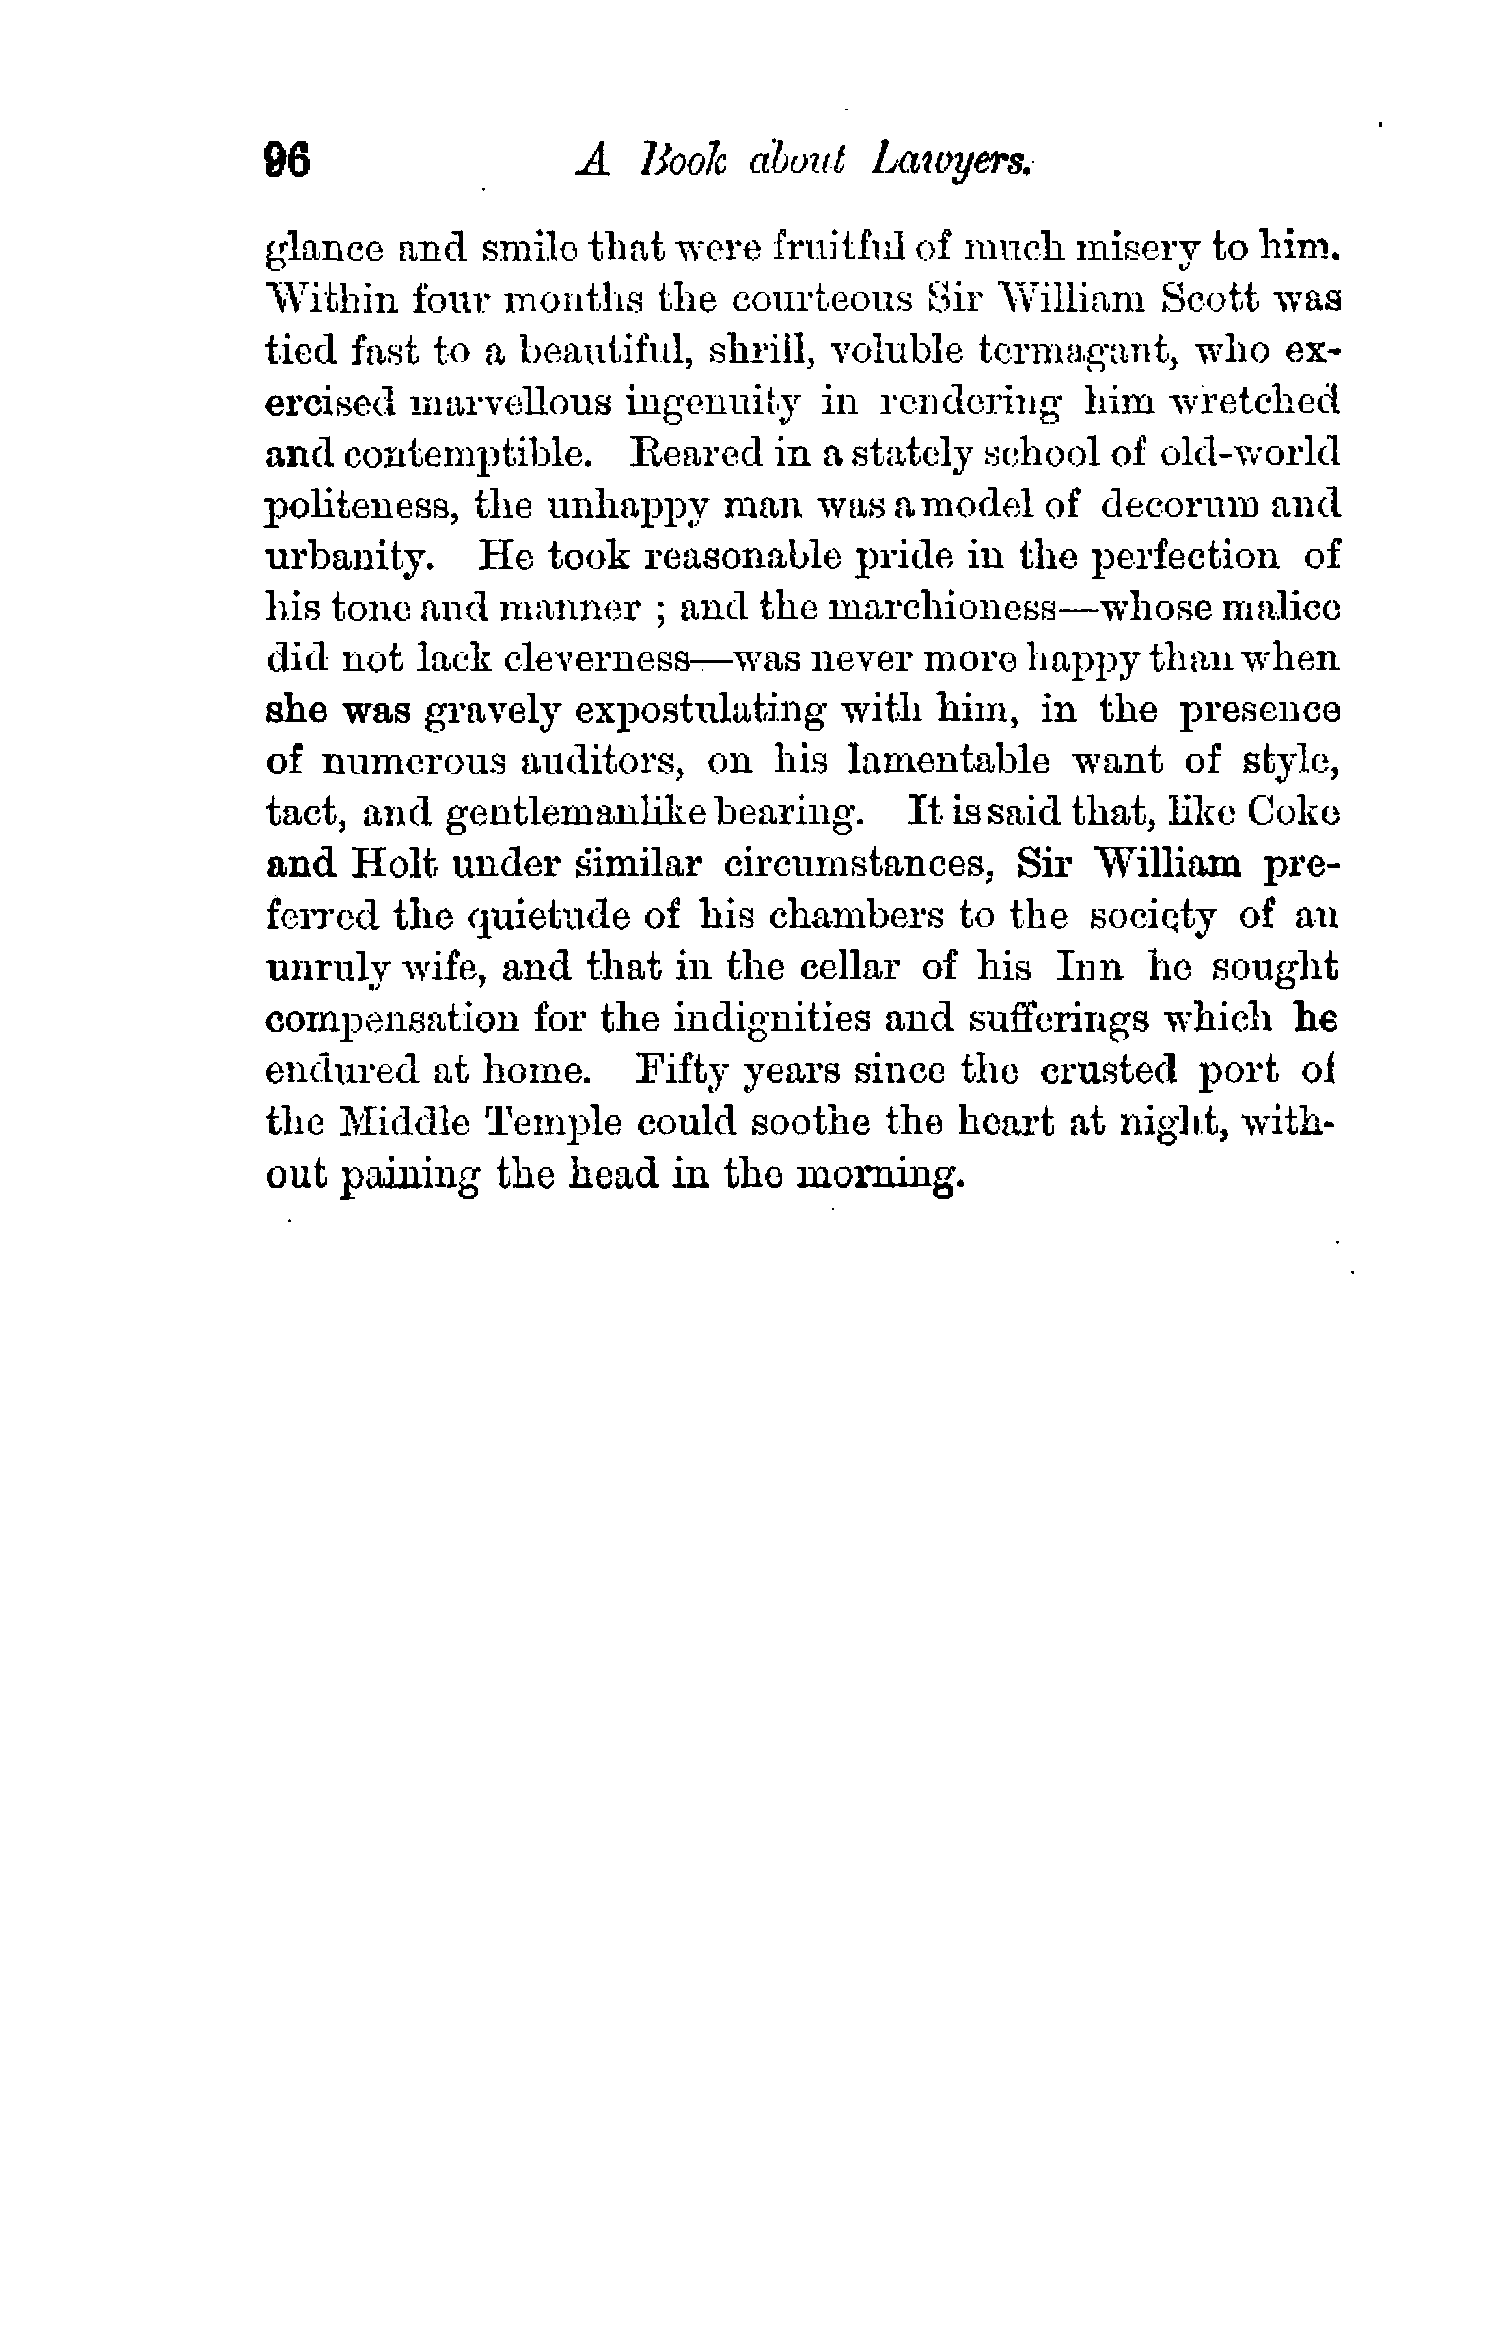 96 A Book about Lawyers.
glance and smile that were fruitful of much misery to him.
Within four months the courteous Sir William Scott was
tied fast to a beautiful, shrill, voluble termagant, who ex-
ercised marvellous ingenuity in rendering him wretched
and contemptible. Reared in a stately school of old-world
politeness, the unhappy man was a model of decorum and
urbanity. He took reasonable pride in the perfection of
his tone and manner ; and the marchioness—whose malice
did not lack cleverness—was never more happy than when
she was gravely expostulating with him, in the presence
of numerous auditors, on his lamentable want of style,
tact, and gentlemanlike bearing. It is said that, like Coke
and Holt under similar circumstances, Sir William pre-
ferred the quietude of his chambers to the society of an
unruly wife, and that in the cellar of his Inn he sought
compensation for the indignities and sufferings which he
endured at home. Fifty years since the crusted port of
the Middle Temple could soothe the heart at night, with-
out paining the head in the morning.